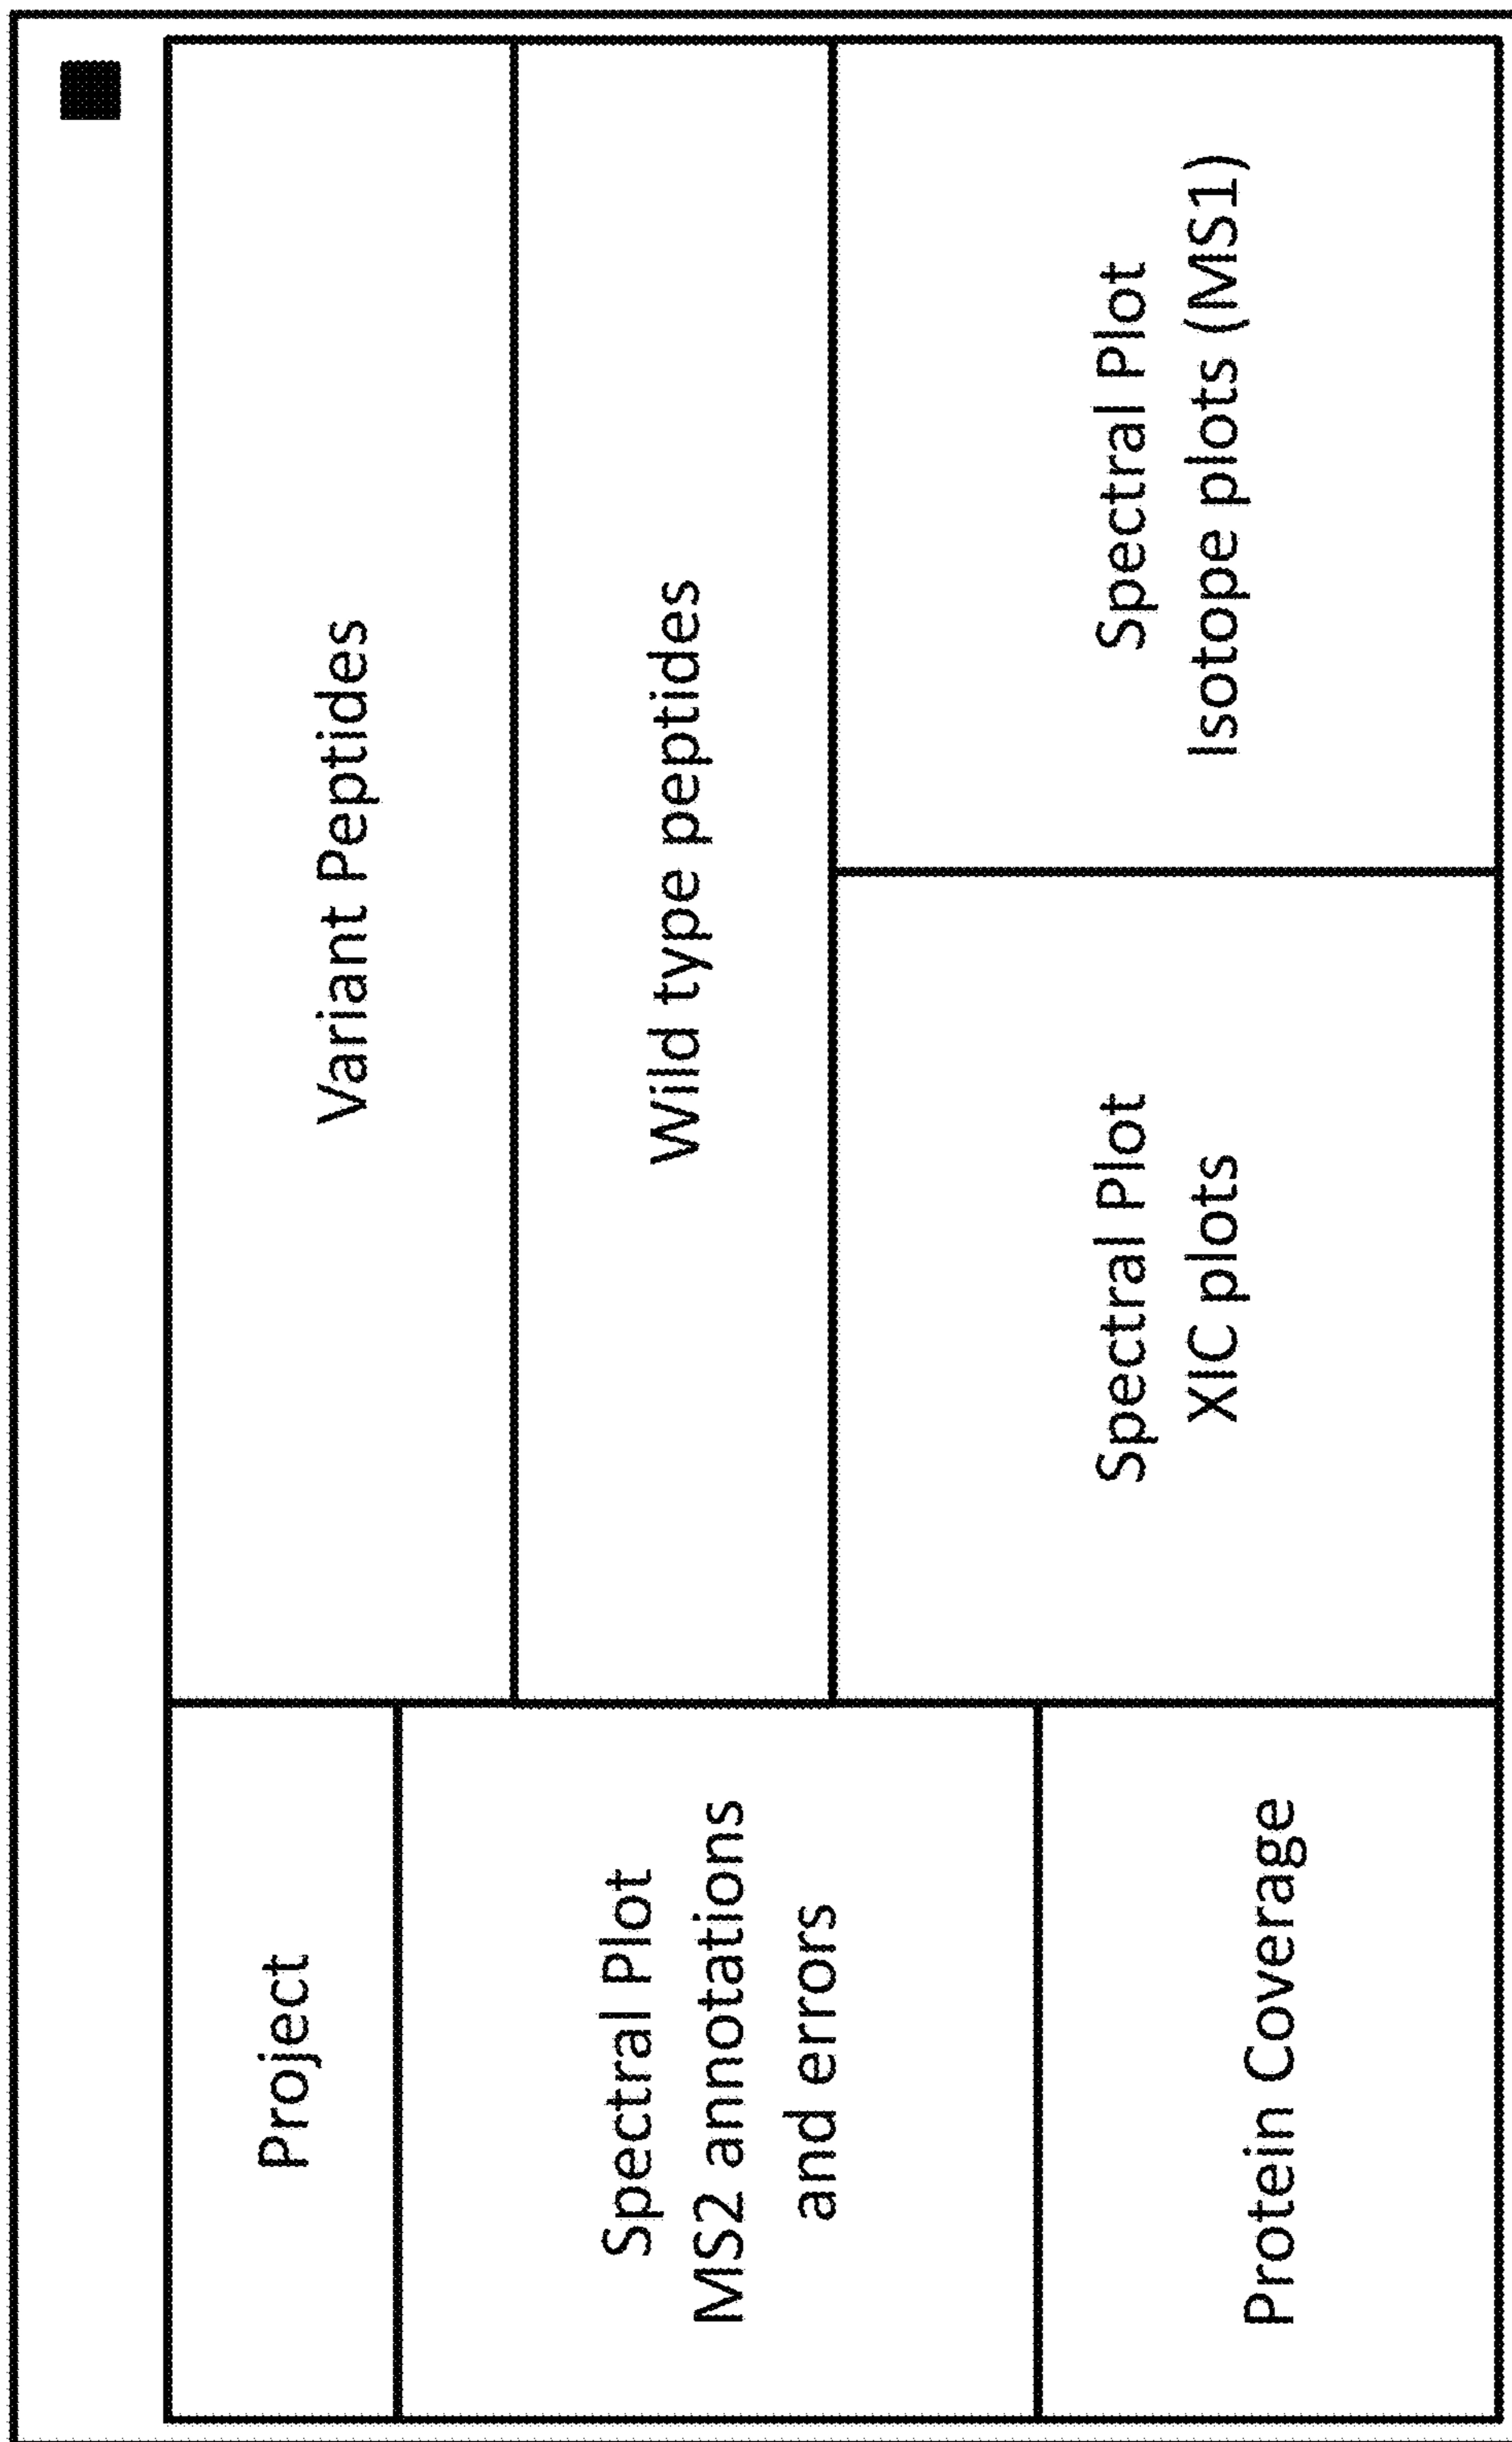 Project
Spectral Plot
MS2 annotations
and errors
Protein Coverage
Variant Peptides
Wild type peptides
Spectral Plot
XIC plots
Spectral Plot
Isotope plots (MS1)